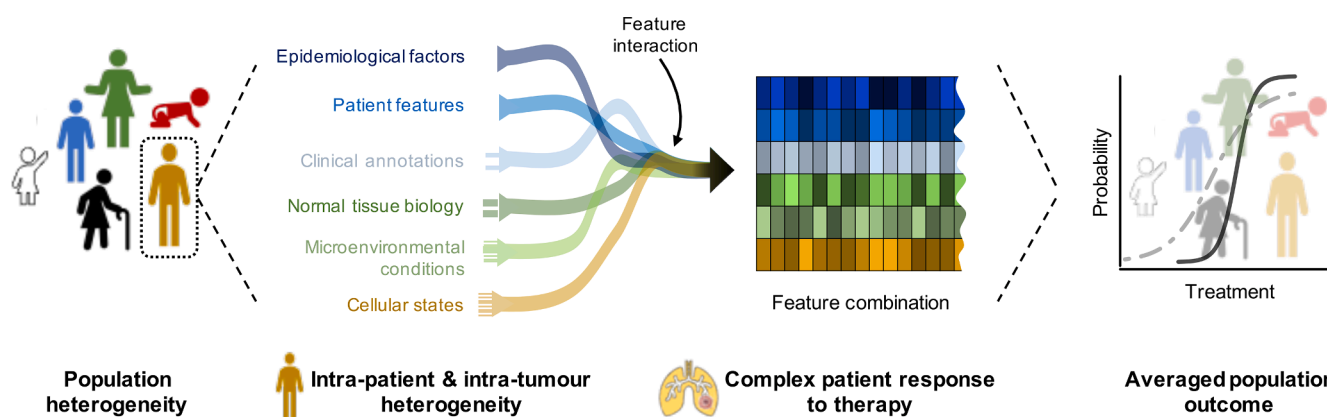 Feature
interaction
Epidemiological factors
Patient features
Clinical annotations
Normal tissue biology
Microenvironmental
conditions
Cellular states
Feature combination
Probability
Treatment
Population
heterogeneity
Intra-patient & intra-tumour
heterogeneity
Complex patient response
to therapy
Averaged population
outcome